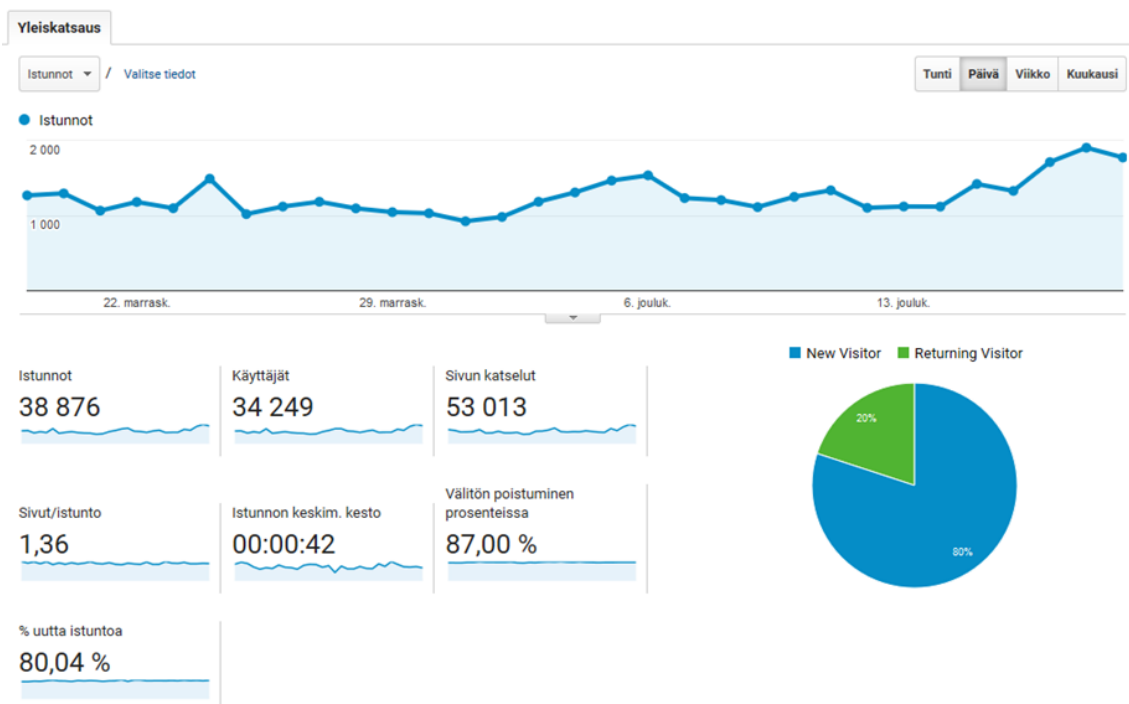 Yleiskatsaus
Istunnot / Valitse tiedot
Tunti Päivä Viikko Kuukausi
Istunnot
2 000
1 000
22. marrask. 29. marrask. 6. jouluk. 13. jouluk.
New Visitor Returning Visitor
Istunnot
38 876
Käyttäjät
34 249
Sivun katselut
53 013
20%
80%
Sivut/istunto
1,36
Istunnon keskim. kesto
00:00:42
Välitön poistuminen
prosenteissa
87,00 %
% uutta istuntoa
80,04 %